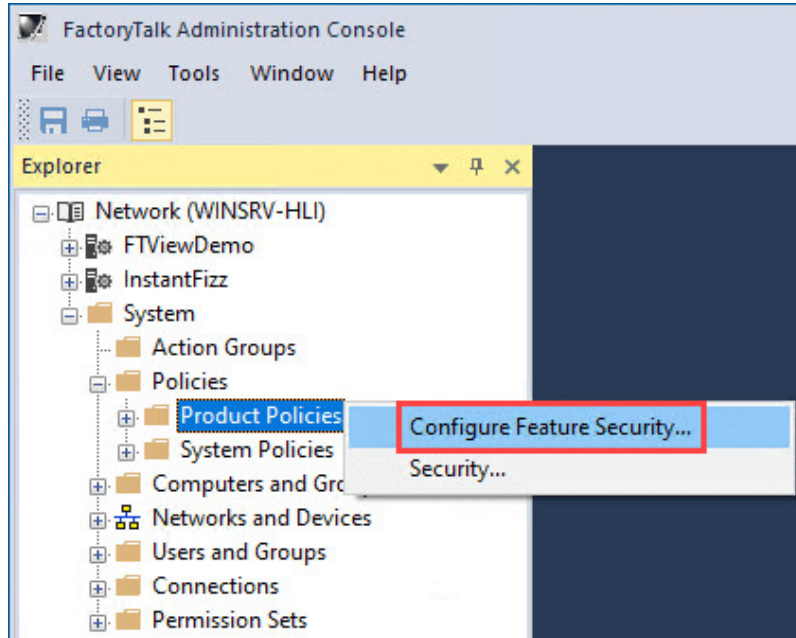 FactoryTalk Administration Console
File View Tools Window Help
Explorer
Network (WINSRV-HLI)
FTViewDemo
InstantFizz
System
Action Groups
Policies
Product Policies
Configure Feature Security...
System Policies
Security...
Computers and
Networks and Devices
Users and Groups
Connections
Permission Sets